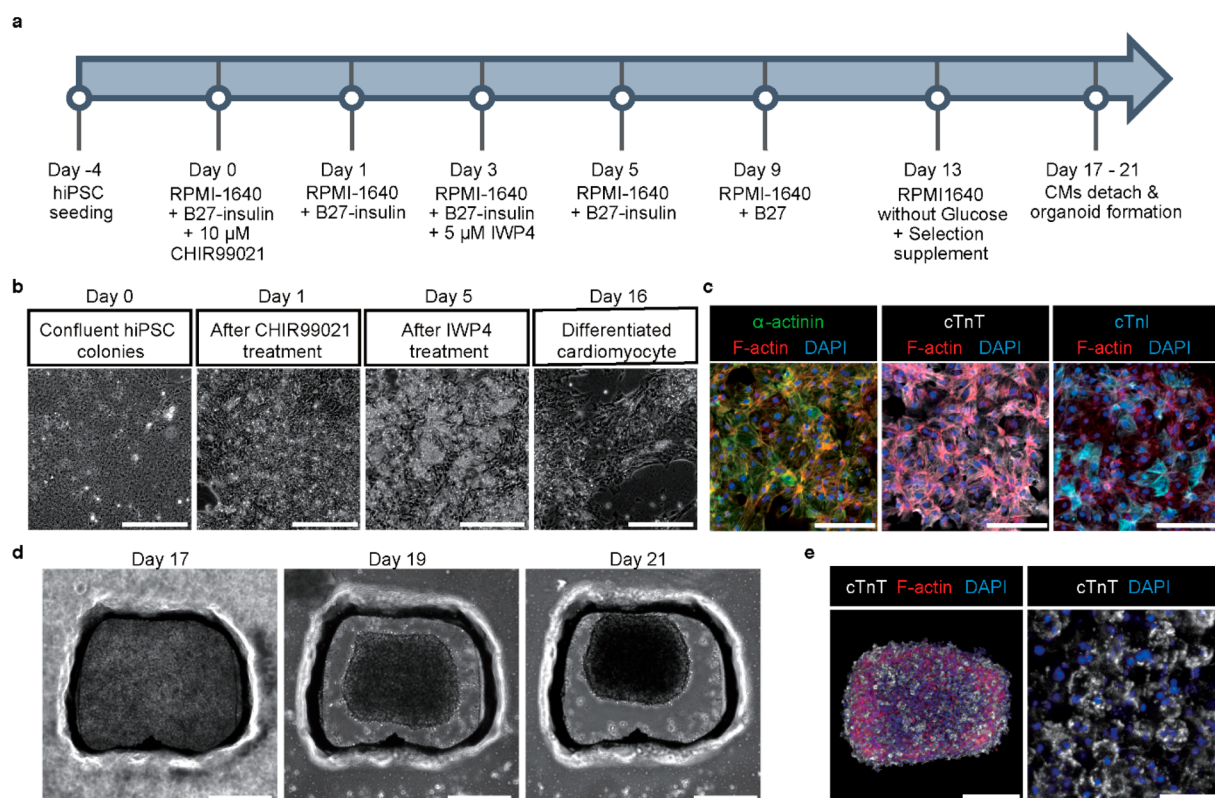 a
Day -4
hiPSC
seeding
Day 0
RPMI-1640
+ B27-insulin
+ 10 µM
CHIR99021
Day 1
RPMI-1640
+ B27-insulin
Day 3
RPMI-1640
+ B27-insulin
+ 5 µM IWP4
Day 5
RPMI-1640
+ B27-insulin
Day 9
RPMI-1640
+ B27
Day 13
RPMI1640
without Glucose
+ Selection
supplement
Day 17 - 21
CMs detach &
organoid formation
b
Day 0
Confluent hiPSC
colonies
Day 1
After CHIR99021
treatment
Day 5
After IWP4
treatment
Day 16
Differentiated
cardiomyocyte
c
α-actinin
F-actin DAPI
cTnT
F-actin DAPI
cTnI
F-actin DAPI
d
Day 17
Day 19
Day 21
e
cTnT F-actin DAPI
cTnT DAPI